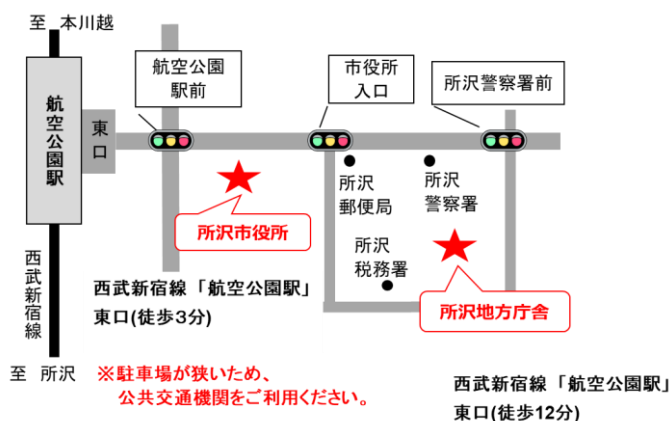 至 本川越
航空公園
駅前
市役所
入口
所沢警察署前
航空公園駅
東口
所沢
郵便局
所沢
警察署
所沢市役所
所沢
税務署
西武新宿線
西武新宿線「航空公園駅」
東口(徒歩3分)
所沢地方庁舎
至 所沢
※駐車場が狭いため、
公共交通機関をご利用ください。
西武新宿線「航空公園駅」
東口(徒歩12分)